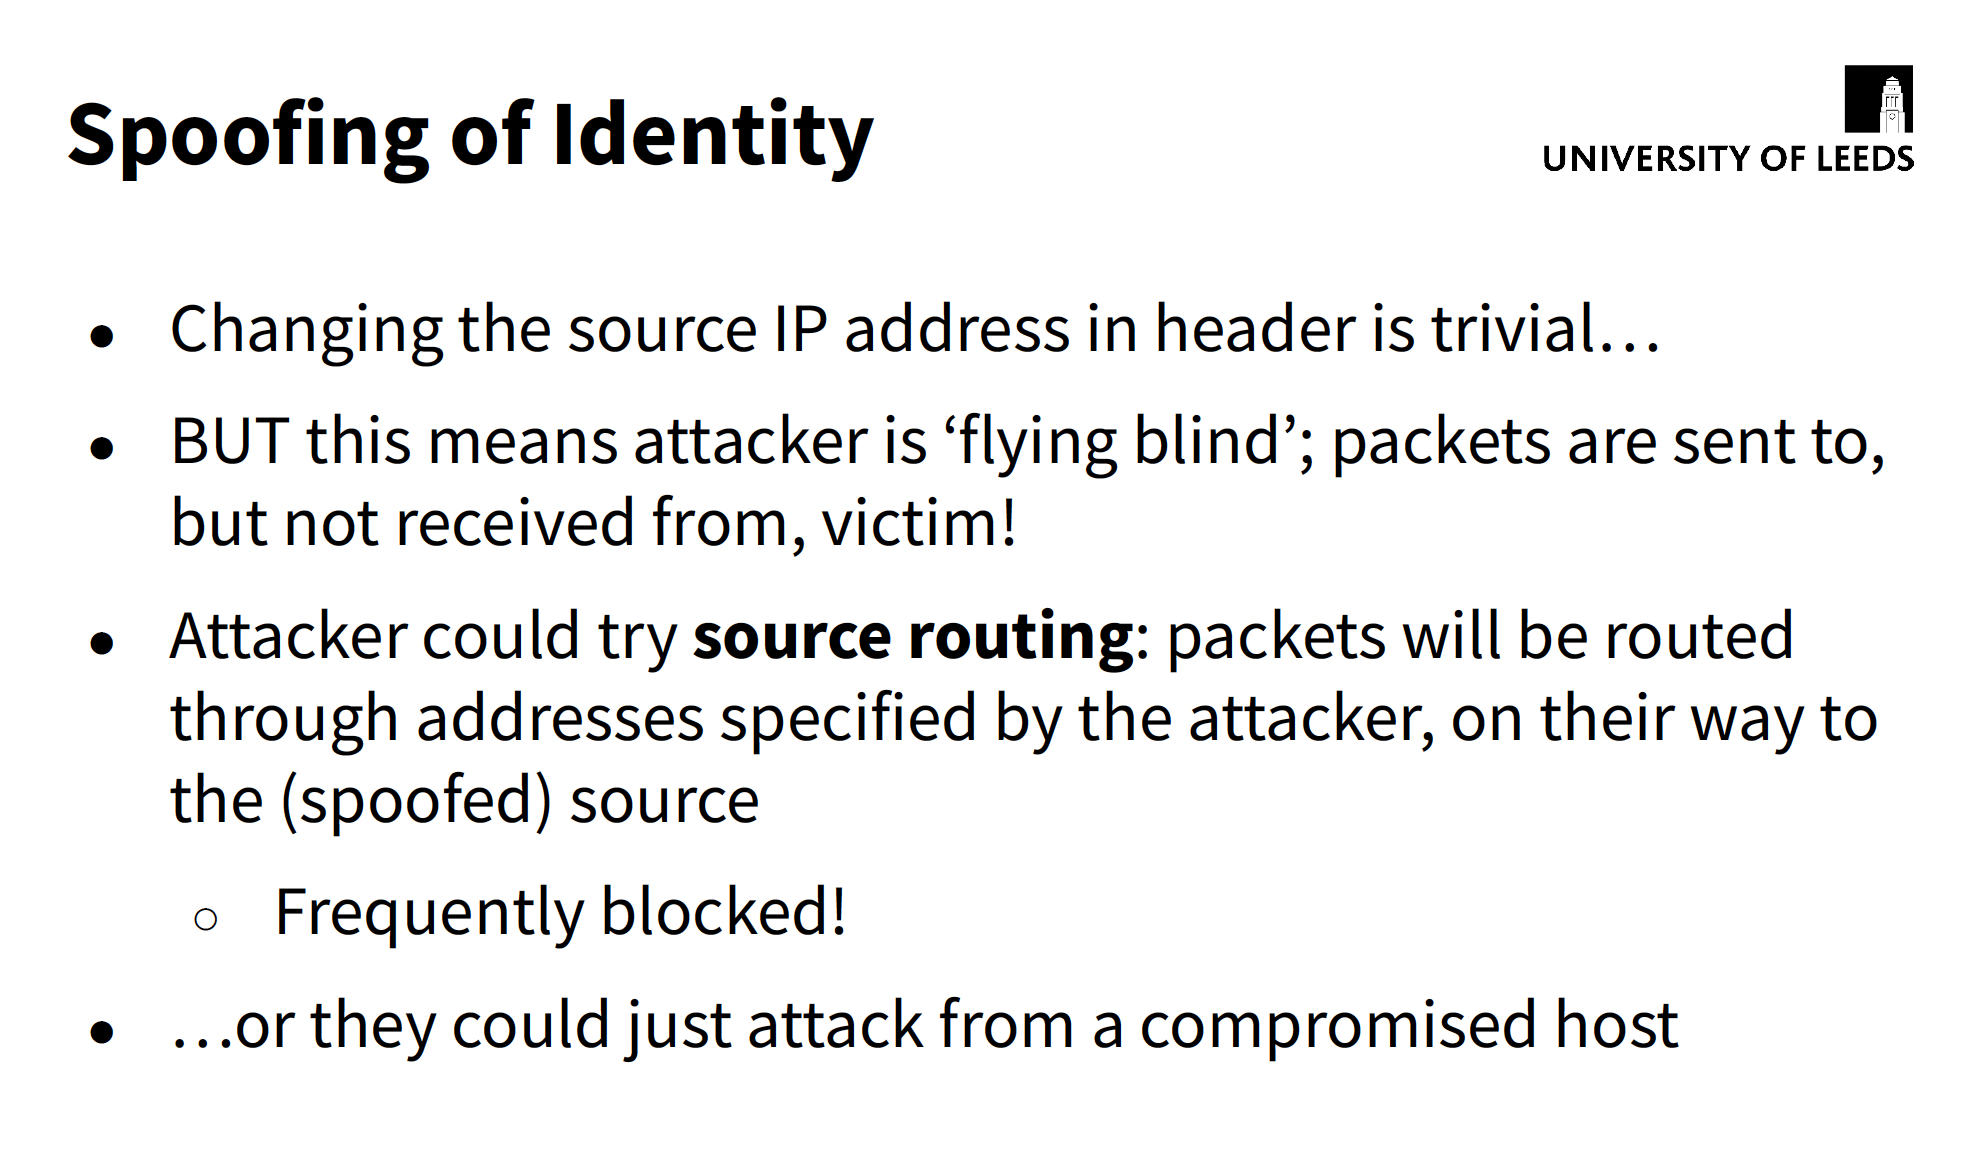 Spoofing of Identity
UNIVERSITY OF LEEDS
● Changing the source IP address in header is trivial…
● BUT this means attacker is ‘flying blind’; packets are sent to,
but not received from, victim!
● Attacker could try source routing: packets will be routed
through addresses specified by the attacker, on their way to
the (spoofed) source
○ Frequently blocked!
● …or they could just attack from a compromised host